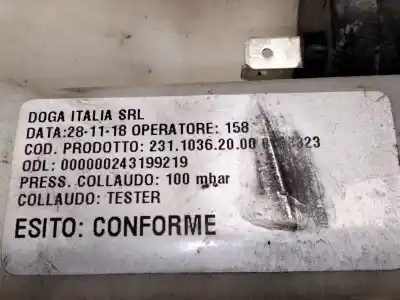 DOGA ITALIA SRL
DATA:28-11-18 OPERATORE: 158
COD. PRODOTTO: 231.1036.20.00
ODL: 000000243199219
PRESS. COLLAUDO: 100 mbar
COLLAUDO: TESTER
ESITO: CONFORME